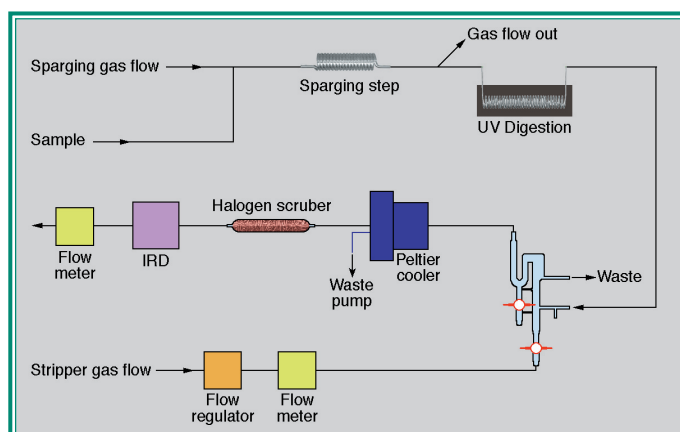 Gas flow out
Sparging gas flow
Sparging step
UV Digestion
Sample
Halogen scruber
Flow
meter
IRD
Waste
pump
Peltier
cooler
Waste
Stripper gas flow
Flow
regulator
Flow
meter